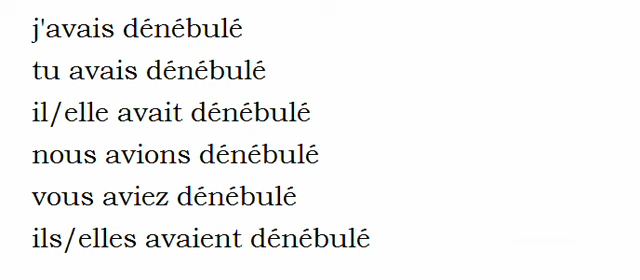 j'avais dénébulé
tu avais dénébulé
il/elle avait dénébulé
nous avions dénébulé
vous aviez dénébulé
ils/elles avaient dénébulé